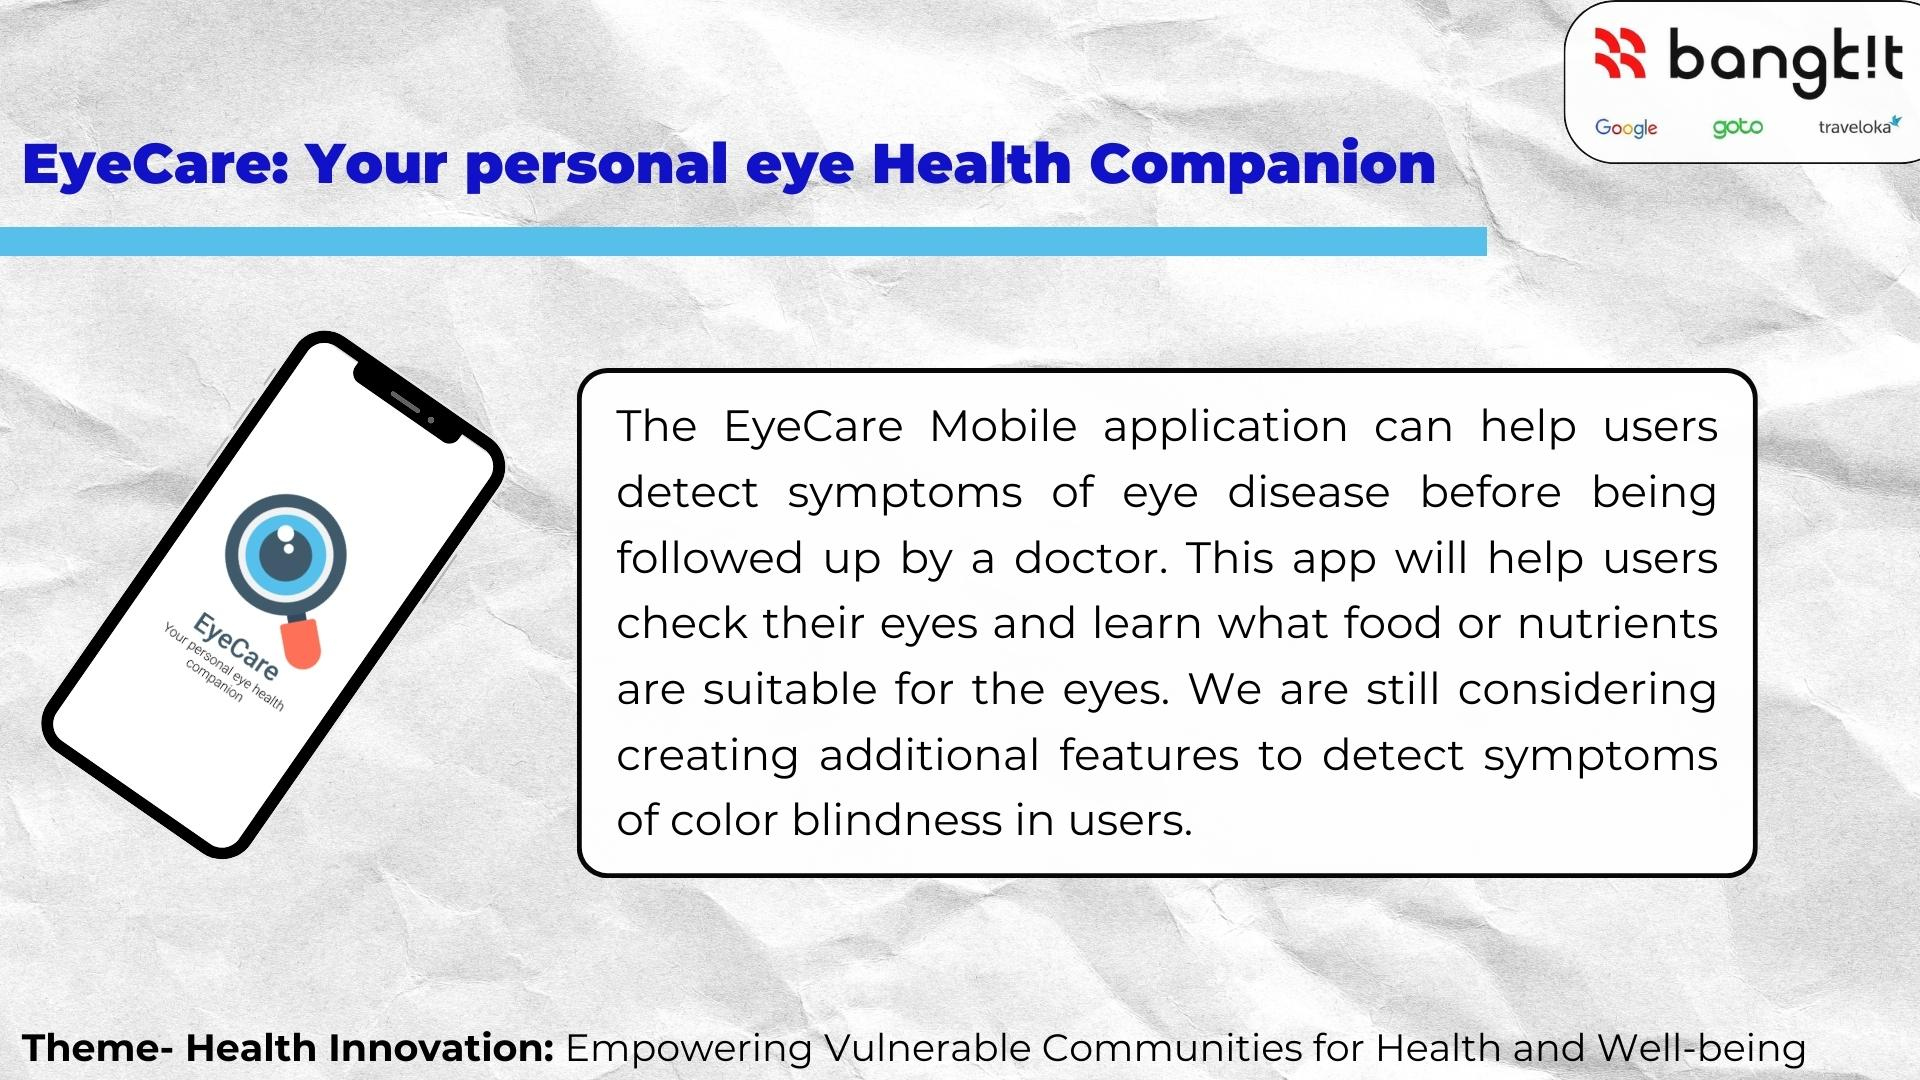 bangk!t
Google goto traveloka
EyeCare: Your personal eye Health Companion
EyeCare
Your personal eye health
companion
The EyeCare Mobile application can help users
detect symptoms of eye disease before being
followed up by a doctor. This app will help users
check their eyes and learn what food or nutrients
are suitable for the eyes. We are still considering
creating additional features to detect symptoms
of color blindness in users.
Theme- Health Innovation: Empowering Vulnerable Communities for Health and Well-being